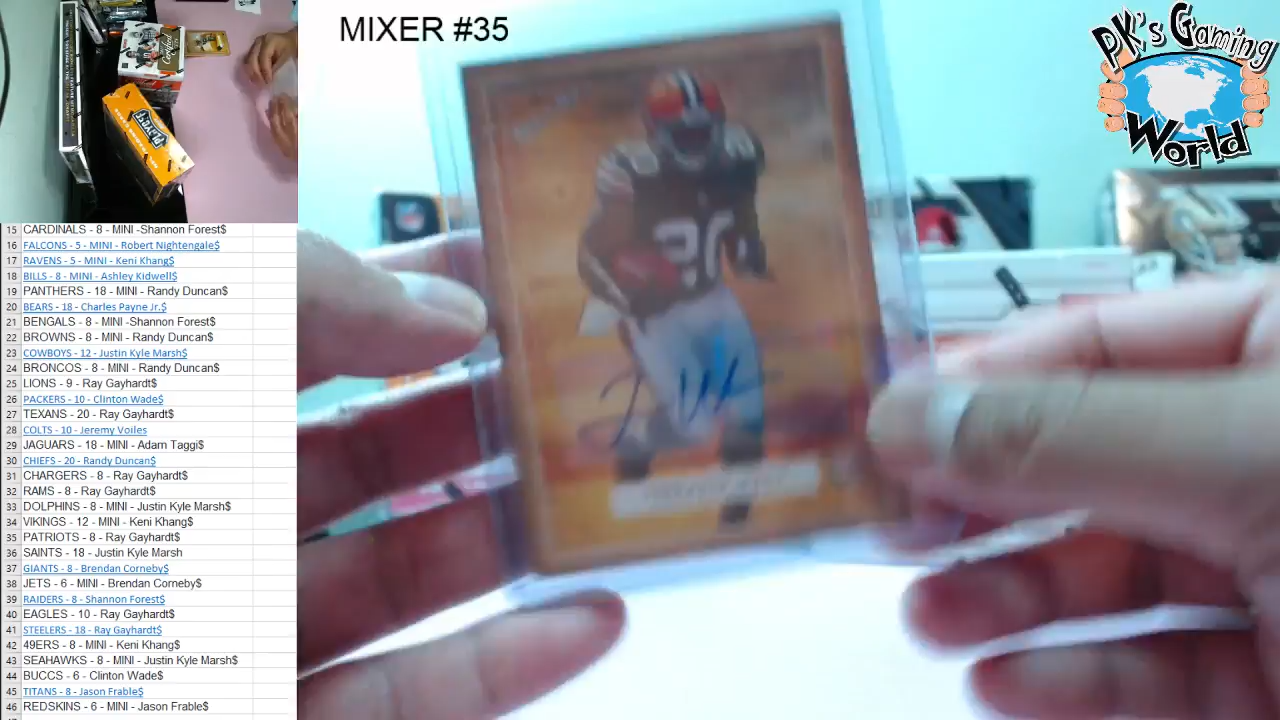 MIXER #35
PK's Gaming
World
Certified
PLAYOFF
15 CARDINALS - 8 - MINI -Shannon Forest$
16 FALCONS - 5 - MINI - Robert Nightengale$
17 RAVENS - 5 - MINI - Keni Khang$
18 BILLS - 8 - MINI - Ashley Kidwell$
19 PANTHERS - 18 - MINI - Randy Duncan$
20 BEARS - 18 - Charles Payne Jr.$
21 BENGALS - 8 - MINI -Shannon Forest$
22 BROWNS - 8 - MINI - Randy Duncan$
23 COWBOYS - 12 - Justin Kyle Marsh$
24 BRONCOS - 8 - MINI - Randy Duncan$
25 LIONS - 9 - Ray Gayhardt$
26 PACKERS - 10 - Clinton Wade$
27 TEXANS - 20 - Ray Gayhardt$
28 COLTS - 10 - Jeremy Voiles
29 JAGUARS - 18 - MINI - Adam Taggi$
30 CHIEFS - 20 - Randy Duncan$
31 CHARGERS - 8 - Ray Gayhardt$
32 RAMS - 8 - Ray Gayhardt$
33 DOLPHINS - 8 - MINI - Justin Kyle Marsh$
34 VIKINGS - 12 - MINI - Keni Khang$
35 PATRIOTS - 8 - Ray Gayhardt$
36 SAINTS - 18 - Justin Kyle Marsh
37 GIANTS - 8 - Brendan Corneby$
38 JETS - 6 - MINI - Brendan Corneby$
39 RAIDERS - 8 - Shannon Forest$
40 EAGLES - 10 - Ray Gayhardt$
41 STEELERS - 18 - Ray Gayhardt$
42 49ERS - 8 - MINI - Keni Khang$
43 SEAHAWKS - 8 - MINI - Justin Kyle Marsh$
44 BUCCS - 6 - Clinton Wade$
45 TITANS - 8 - Jason Frable$
46 REDSKINS - 6 - MINI - Jason Frable$